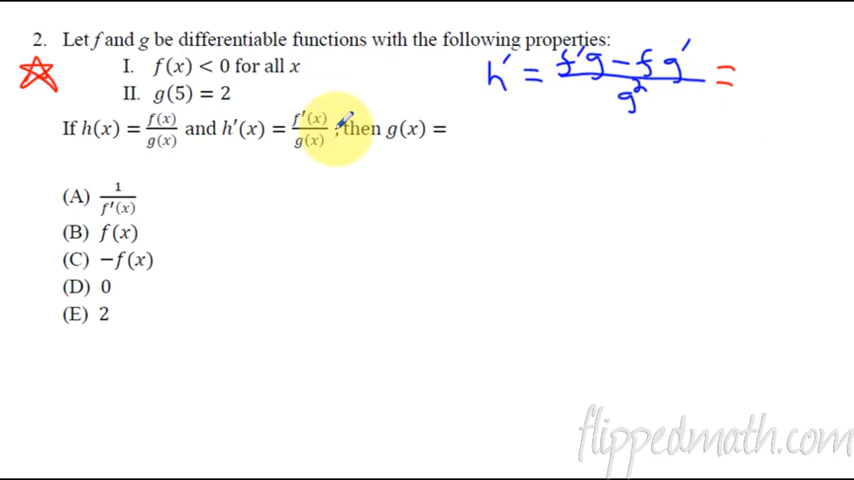 2. Let f and g be differentiable functions with the following properties:
I. f(x) < 0 for all x
II. g(5) = 2
If h(x) = f(x)/g(x) and h′(x) = f′(x)/g(x), then g(x) =
h′ = f′g − fg′ / g² =
(A) 1/f′(x)
(B) f(x)
(C) −f(x)
(D) 0
(E) 2
flippedmath.com